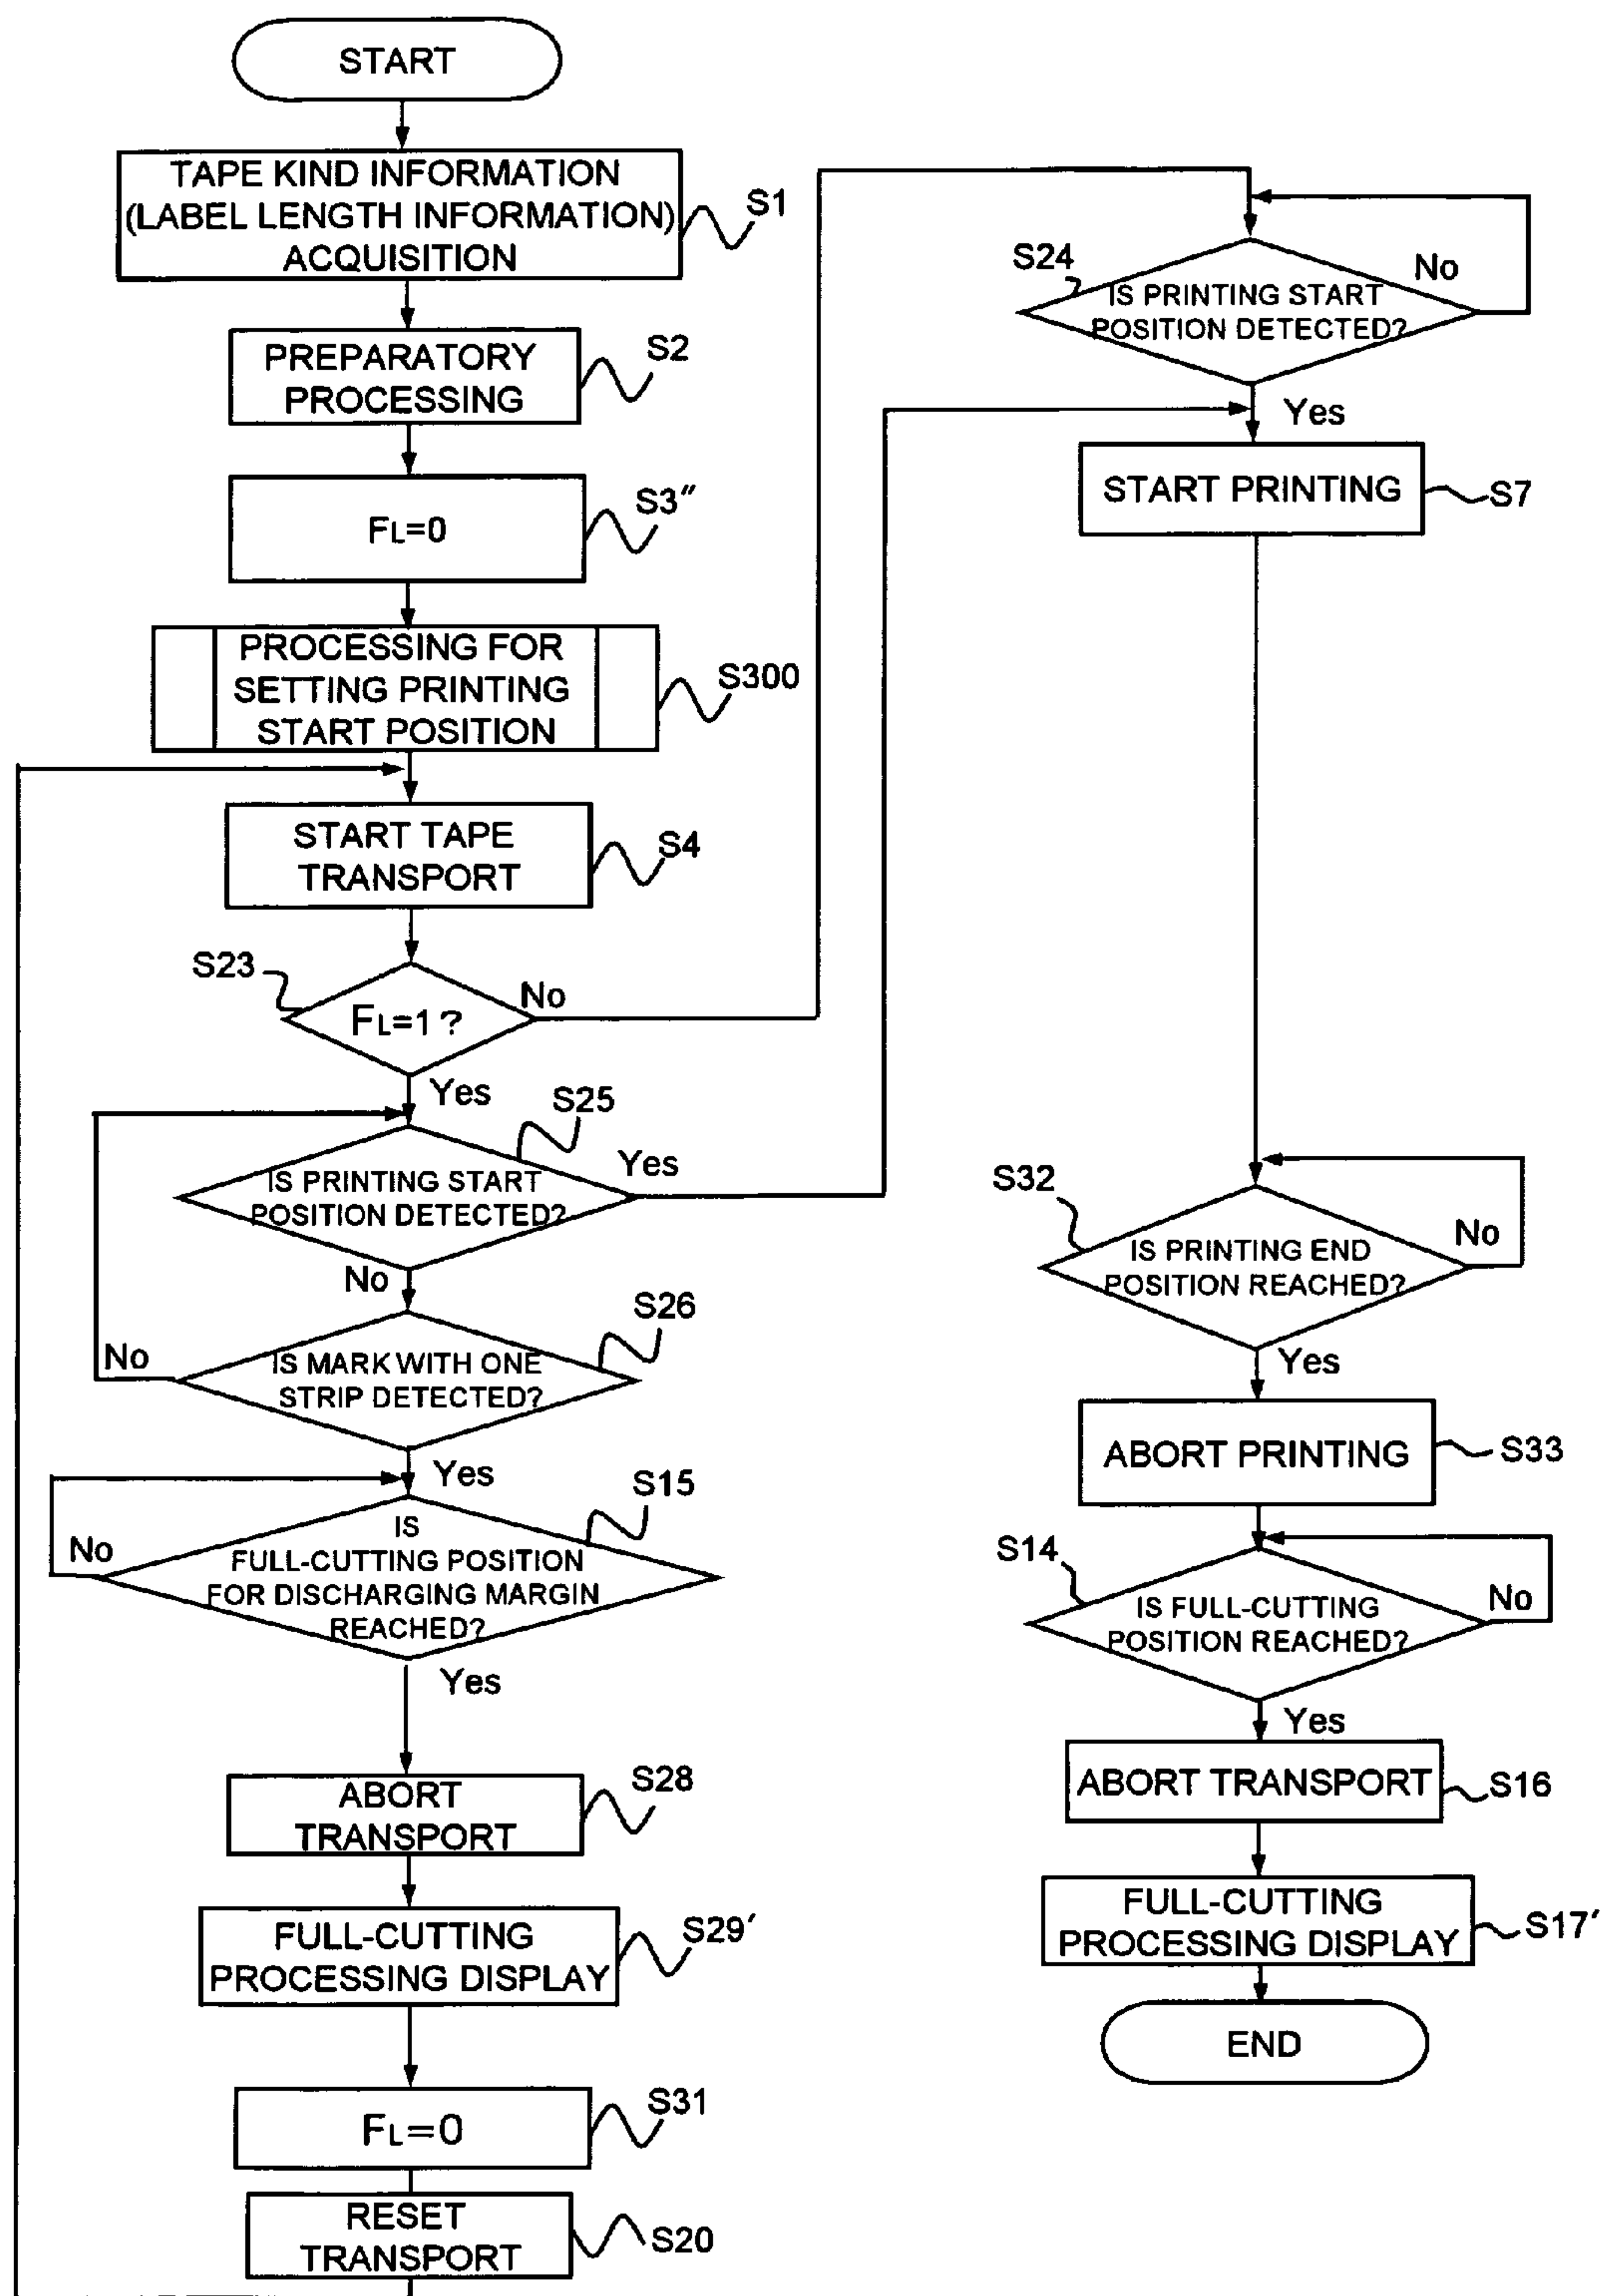 START
TAPE KIND INFORMATION
(LABEL LENGTH INFORMATION)
ACQUISITION
S1
PREPARATORY
PROCESSING
S2
FL=0
S3″
PROCESSING FOR
SETTING PRINTING
START POSITION
S300
START TAPE
TRANSPORT
S4
S23
FL=1?
No
Yes
S25
IS PRINTING START
POSITION DETECTED?
Yes
No
S26
IS MARK WITH ONE
STRIP DETECTED?
No
Yes
S15
IS
FULL-CUTTING POSITION
FOR DISCHARGING MARGIN
REACHED?
No
Yes
ABORT
TRANSPORT
S28
FULL-CUTTING
PROCESSING DISPLAY
S29′
FL=0
S31
RESET
TRANSPORT
S20
S24
IS PRINTING START
POSITION DETECTED?
No
Yes
START PRINTING
S7
S32
IS PRINTING END
POSITION REACHED?
No
Yes
ABORT PRINTING
S33
S14
IS FULL-CUTTING
POSITION REACHED?
No
Yes
ABORT TRANSPORT
S16
FULL-CUTTING
PROCESSING DISPLAY
S17′
END